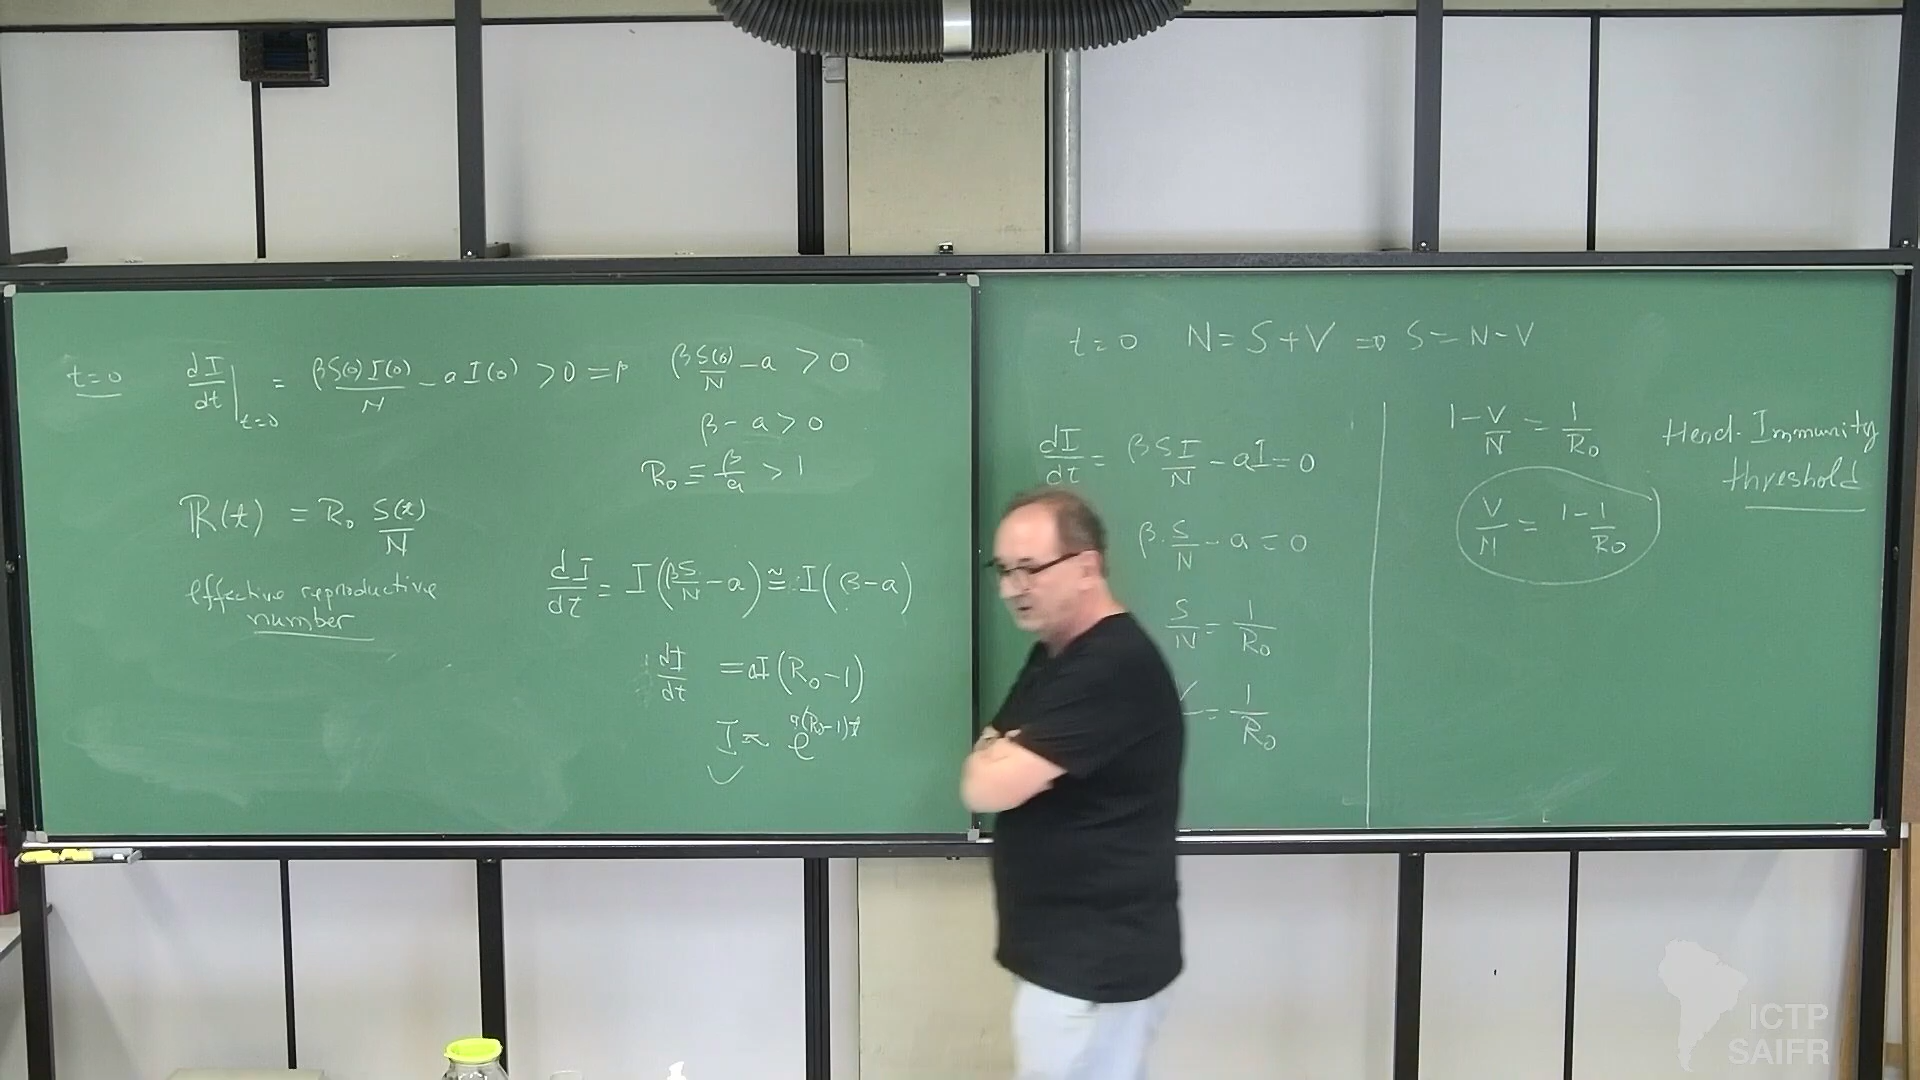 t=0 dI/dt|t=0 = βS(0)I(0)/N - aI(0) > 0 => βS(0)/N - a > 0
β - a > 0
R₀ ≡ β/a > 1
R(t) = R₀ S(t)/N
effective reproductive
number
dI/dt = I(βS/N - a) ≅ I(β - a)
dI/dt = aI(R₀ - 1)
I ≈ e^(a(R₀-1)t)
t=0 N=S+V => S=N-V
dI/dt = βSI/N - aI = 0
β·S/N - a = 0
S/N = 1/R₀
= 1/R₀
1 - V/N = 1/R₀
V/N = 1 - 1/R₀
Herd-Immunity
threshold
ICTP
SAIFR